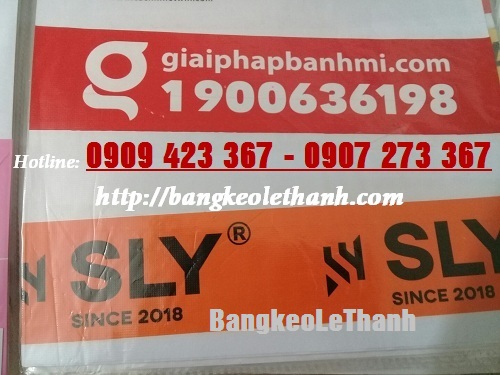 giaiphapbanhmi.com
1900636198
Hotline: 0909 423 367 - 0907 273 367
http://bangkeolethanh.com
SLY®
SINCE 2018
SLY
SINCE 2018
BangkeoLeThanh